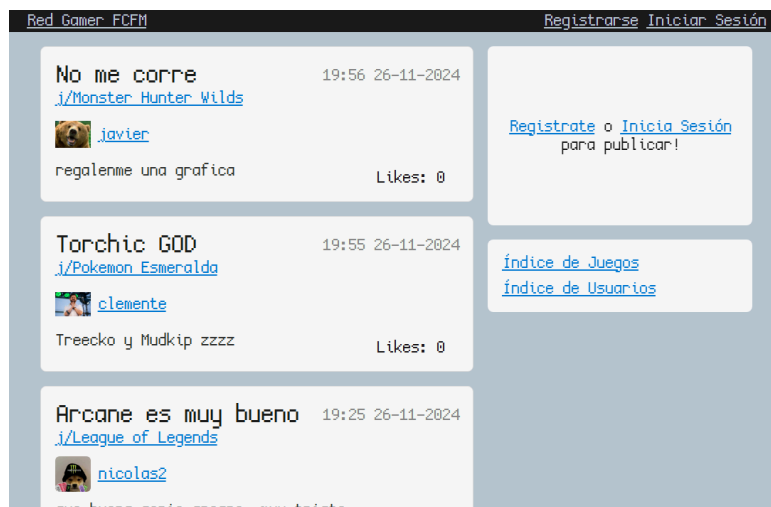 Red Gamer FCFM
Registrarse Iniciar Sesión
No me corre
19:56 26-11-2024
j/Monster Hunter Wilds
javier
regalenme una grafica
Likes: 0
Torchic GOD
19:55 26-11-2024
j/Pokemon Esmeralda
clemente
Treecko y Mudkip zzzz
Likes: 0
Arcane es muy bueno
19:25 26-11-2024
j/League of Legends
nicolas2
Registrate o Inicia Sesión
para publicar!
Índice de Juegos
Índice de Usuarios